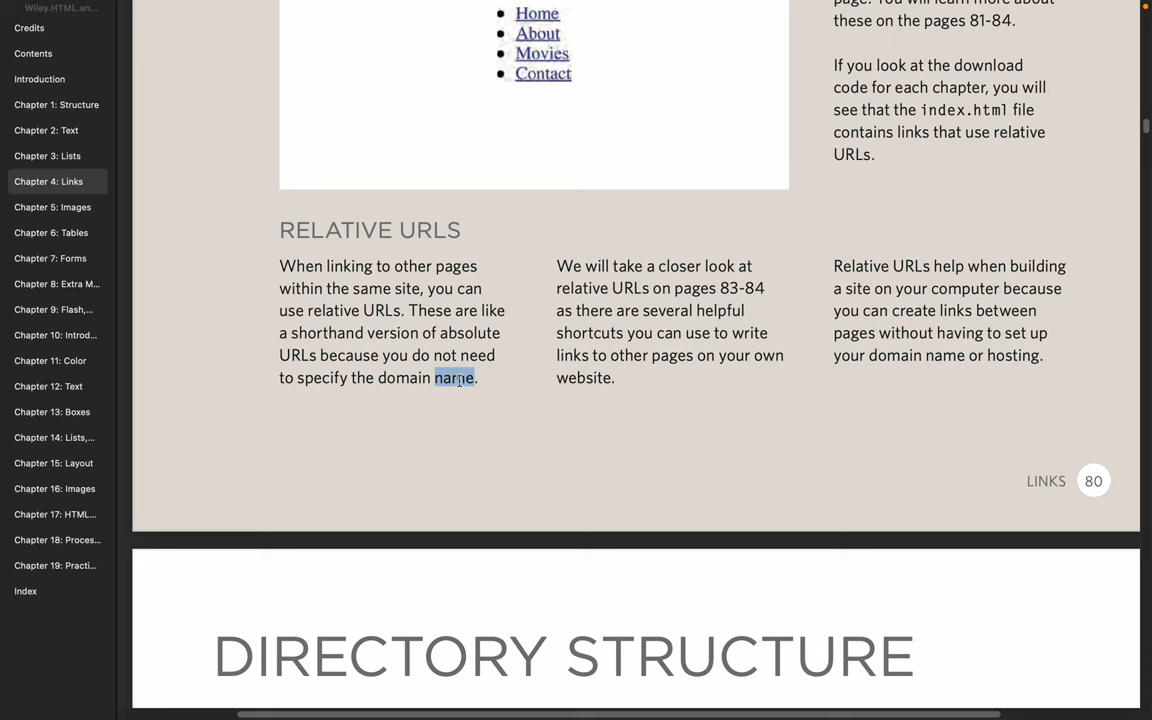 Wiley.HTML.an...
Credits
Contents
Introduction
Chapter 1: Structure
Chapter 2: Text
Chapter 3: Lists
Chapter 4: Links
Chapter 5: Images
Chapter 6: Tables
Chapter 7: Forms
Chapter 8: Extra M...
Chapter 9: Flash,...
Chapter 10: Introd...
Chapter 11: Color
Chapter 12: Text
Chapter 13: Boxes
Chapter 14: Lists,...
Chapter 15: Layout
Chapter 16: Images
Chapter 17: HTML...
Chapter 18: Proces...
Chapter 19: Practi...
Index
Home
About
Movies
Contact
page. You will learn more about
these on the pages 81-84.
If you look at the download
code for each chapter, you will
see that the index.html file
contains links that use relative
URLs.
RELATIVE URLS
When linking to other pages
within the same site, you can
use relative URLs. These are like
a shorthand version of absolute
URLs because you do not need
to specify the domain name.
We will take a closer look at
relative URLs on pages 83-84
as there are several helpful
shortcuts you can use to write
links to other pages on your own
website.
Relative URLs help when building
a site on your computer because
you can create links between
pages without having to set up
your domain name or hosting.
LINKS 80
DIRECTORY STRUCTURE